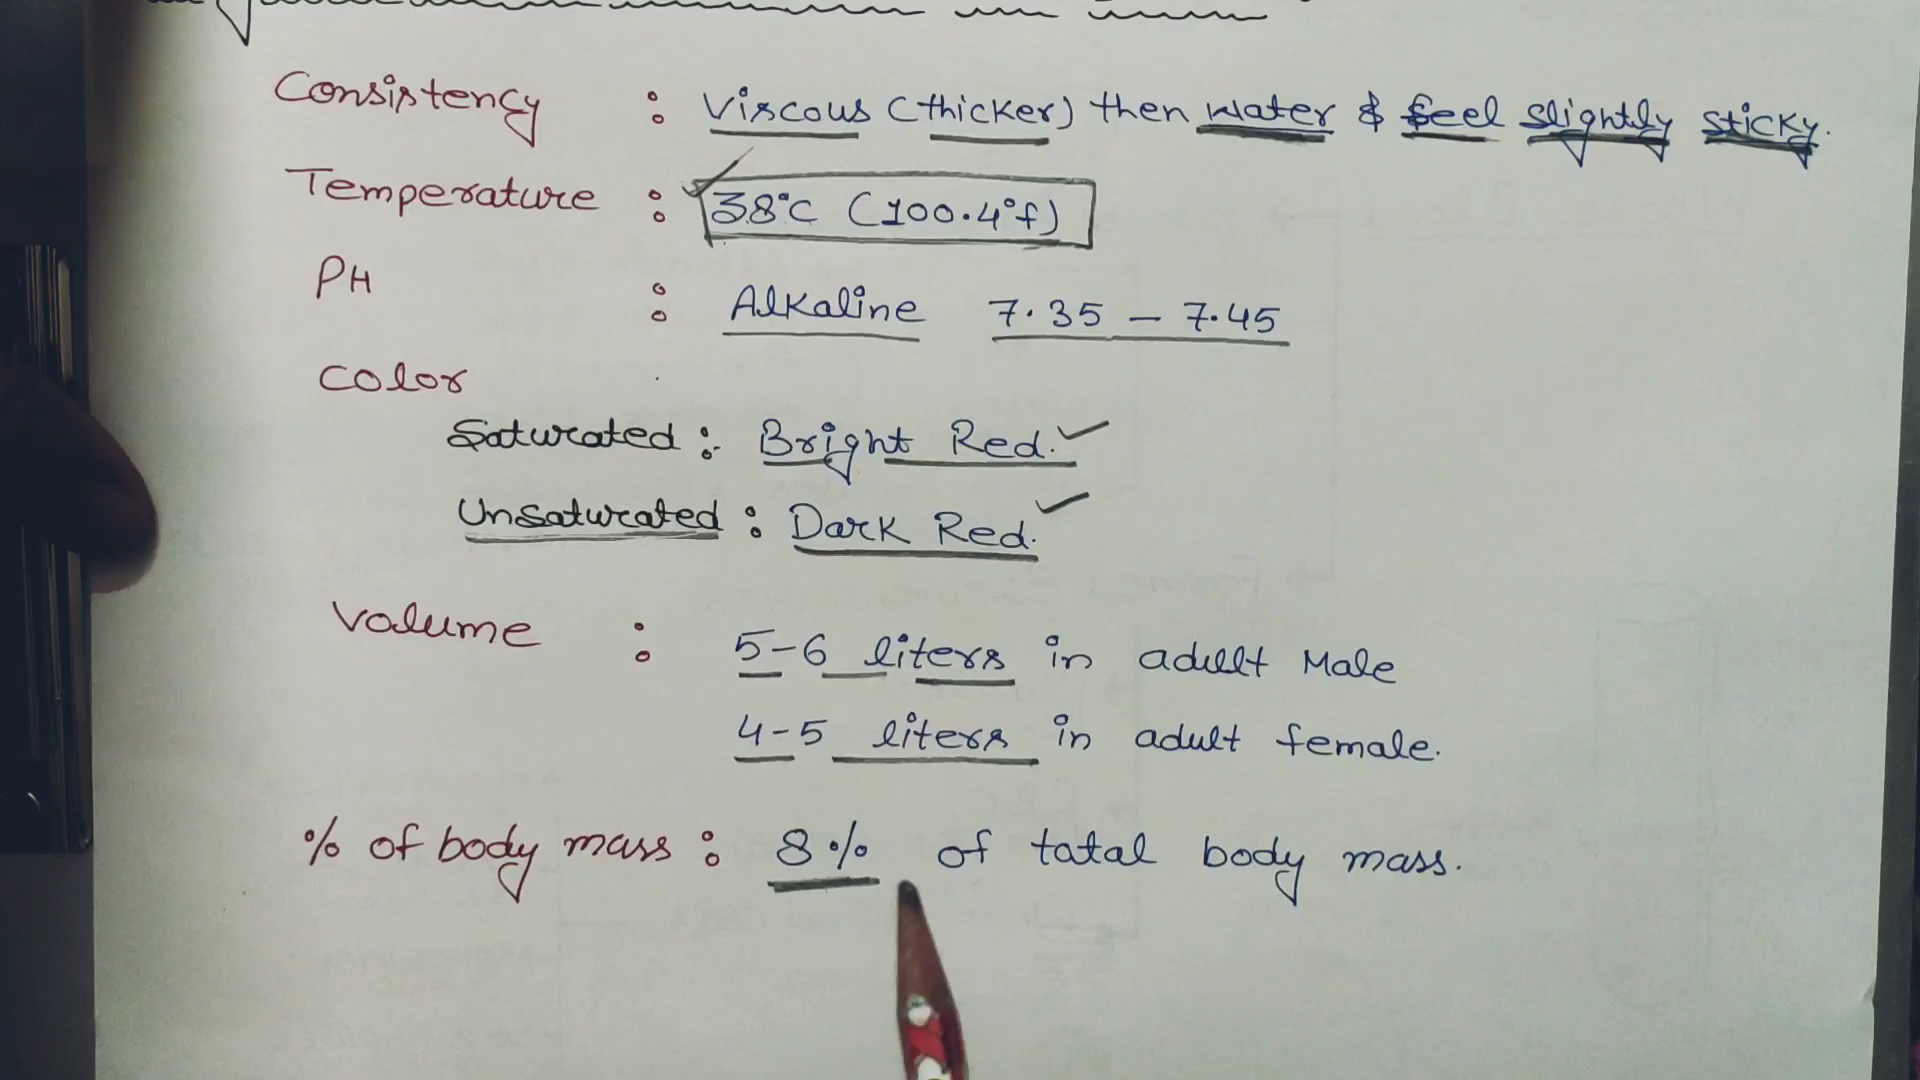 Consistency : Viscous (thicker) then water & feel slightly sticky.
Temperature : 38°C (100.4°f)
PH : Alkaline 7.35 – 7.45
Color
Saturated : Bright Red.
Unsaturated : Dark Red.
Volume : 5-6 liters in adult Male
4-5 liters in adult female.
% of body mass : 8% of total body mass.